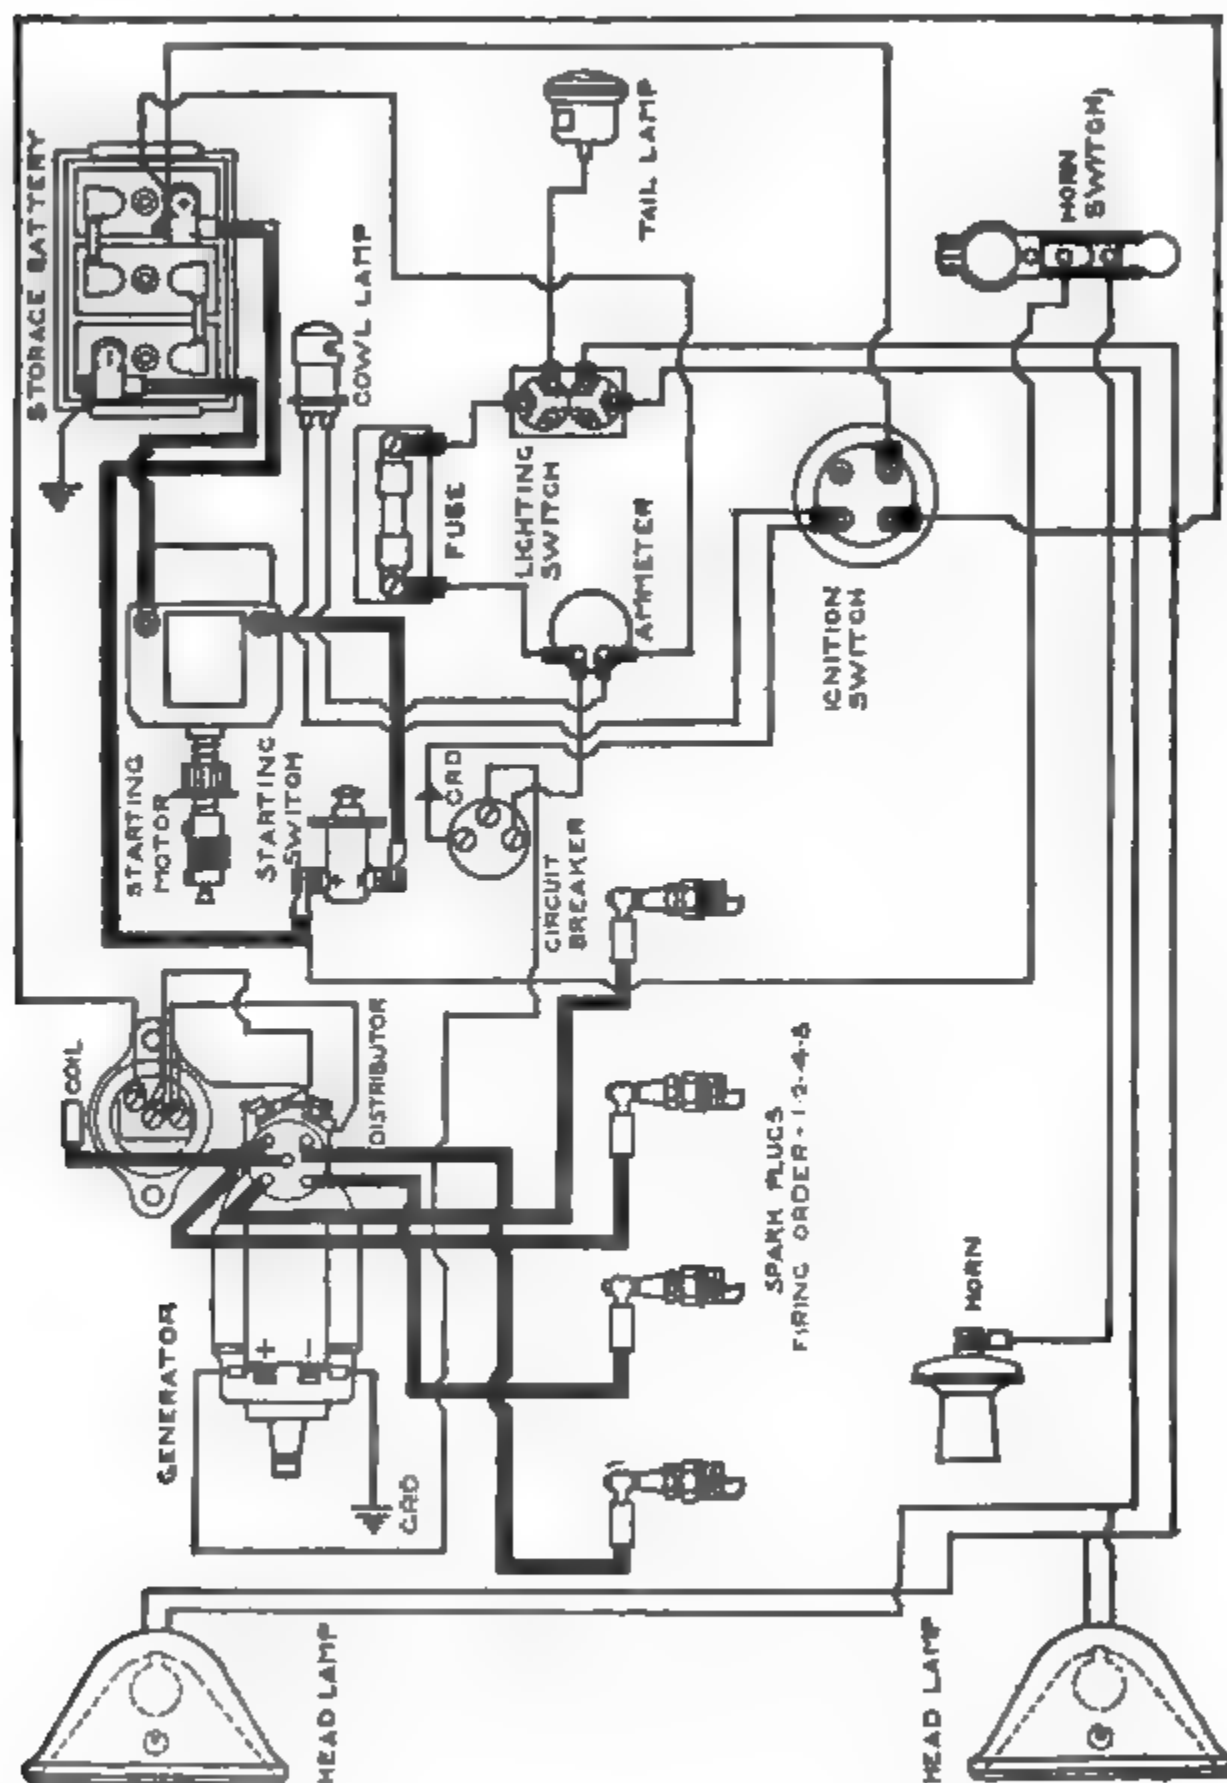 STORAGE BATTERY
COWL LAMP
TAIL LAMP
HORN
SWITCH)
+
-
FUSE
LIGHTING
SWITCH
AMMETER
IGNITION
SWITCH
STARTING
MOTOR
STARTING
SWITCH
+
GRD
CIRCUIT
BREAKER
COIL
DISTRIBUTOR
SPARK PLUGS
FIRING ORDER - 1-2-4-3
GENERATOR
+
-
GRD
HORN
HEAD LAMP
HEAD LAMP